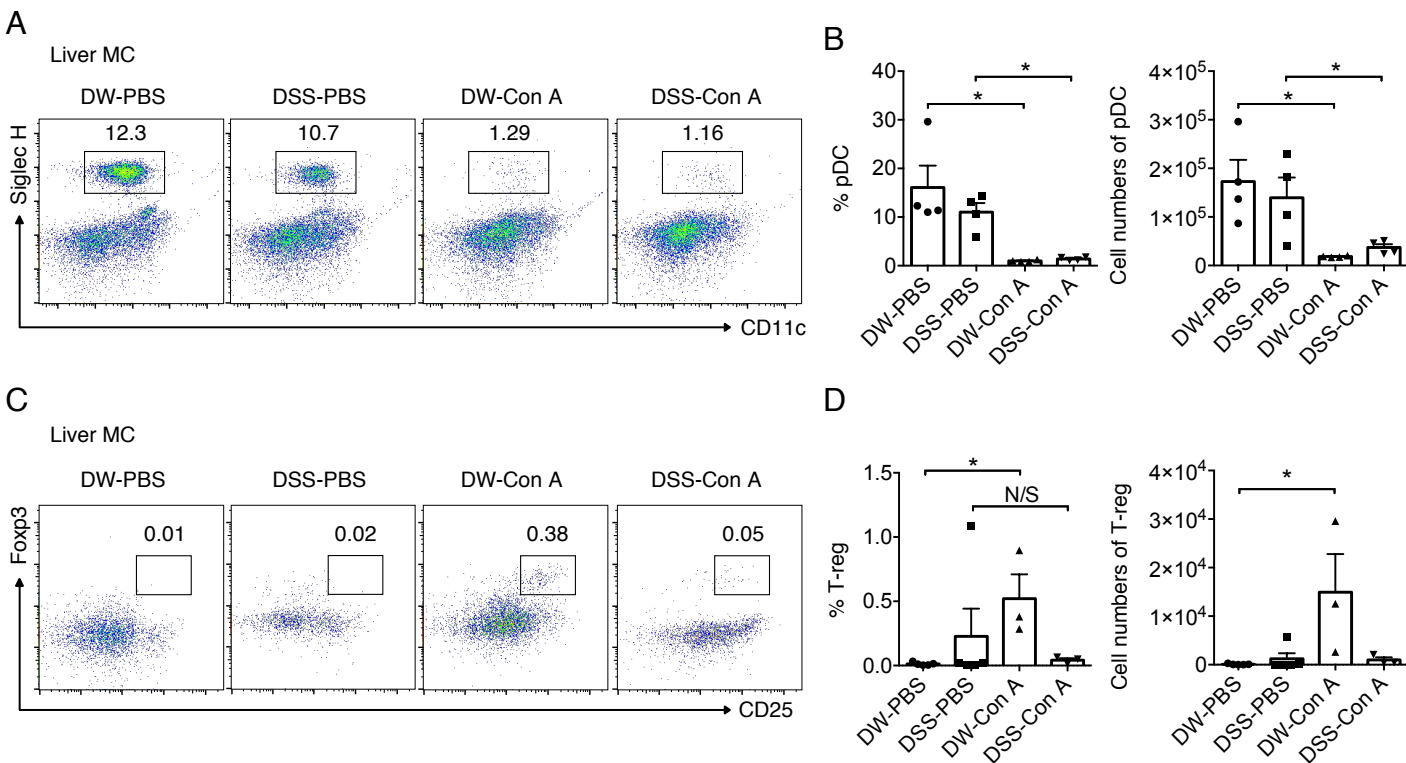 A
Liver MC
DW-PBS DSS-PBS DW-Con A DSS-Con A
12.3 10.7 1.29 1.16
Siglec H
CD11c
B
% pDC
40
30
20
10
0
* *
DW-PBS DSS-PBS DW-Con A DSS-Con A
Cell numbers of pDC
4×10⁵
3×10⁵
2×10⁵
1×10⁵
0
* *
DW-PBS DSS-PBS DW-Con A DSS-Con A
C
Liver MC
DW-PBS DSS-PBS DW-Con A DSS-Con A
0.01 0.02 0.38 0.05
Foxp3
CD25
D
% T-reg
1.5
1.0
0.5
0.0
*
N/S
DW-PBS DSS-PBS DW-Con A DSS-Con A
Cell numbers of T-reg
4×10⁴
3×10⁴
2×10⁴
1×10⁴
0
*
DW-PBS DSS-PBS DW-Con A DSS-Con A